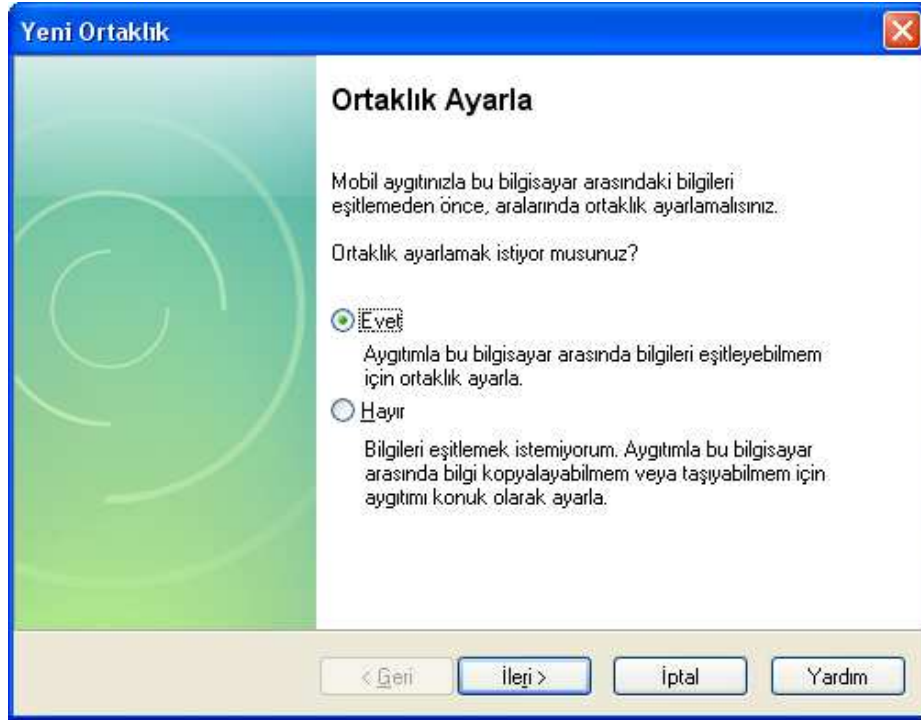 Yeni Ortaklık
Ortaklık Ayarla
Mobil aygıtınızla bu bilgisayar arasındaki bilgileri
eşitlemeden önce, aralarında ortaklık ayarlamalısınız.
Ortaklık ayarlamak istiyor musunuz?
Evet
Aygıtımla bu bilgisayar arasında bilgileri eşitleyebilmem
için ortaklık ayarla.
Hayır
Bilgileri eşitlemek istemiyorum. Aygıtımla bu bilgisayar
arasında bilgi kopyalayabilmem veya taşıyabilmem için
aygıtımı konuk olarak ayarla.
< Geri İleri > İptal Yardım